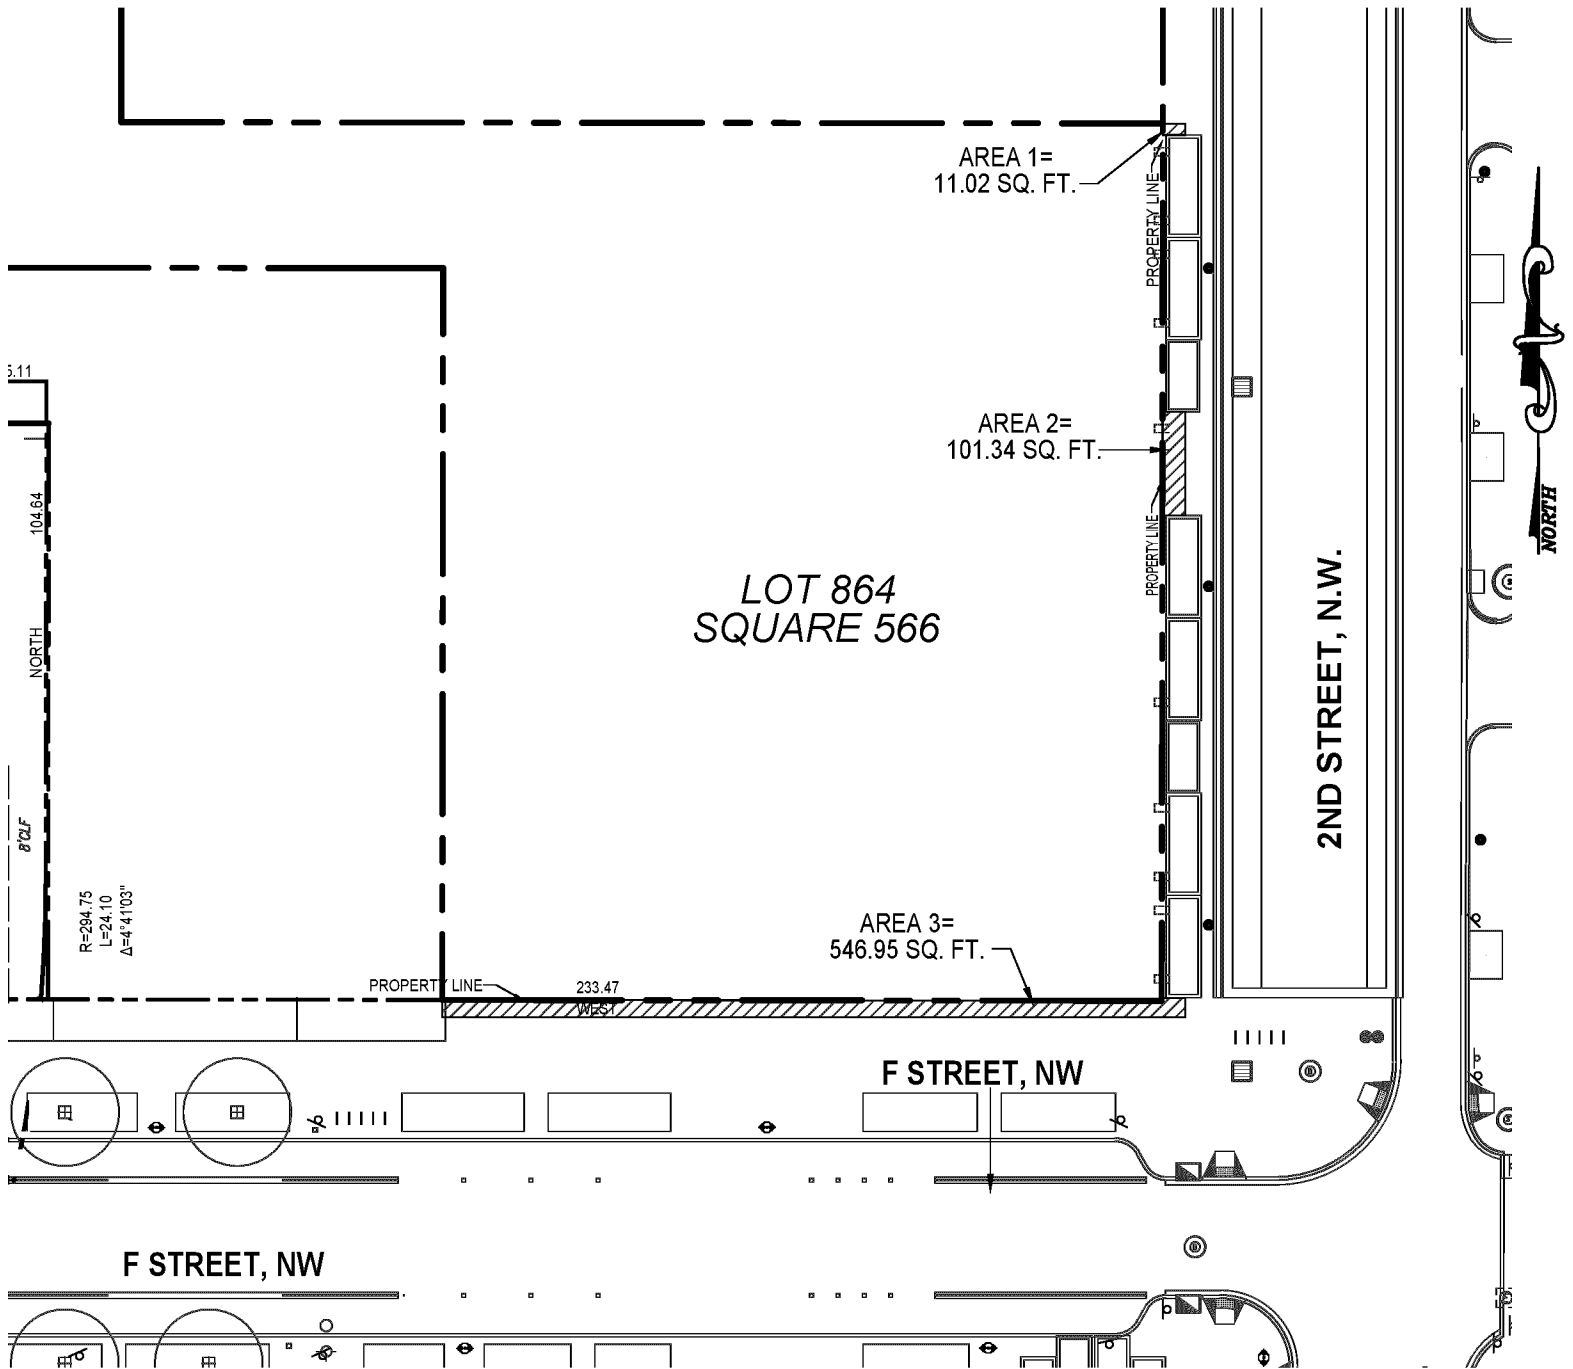 AREA 1=
11.02 SQ. FT.
PROPERTY LINE
5.11
AREA 2=
101.34 SQ. FT.
104.64
NORTH
NORTH
PROPERTY LINE
LOT 864
SQUARE 566
2ND STREET, N.W.
8'CLF
R=294.75
L=24.10
Δ=4°41'03"
AREA 3=
546.95 SQ. FT.
PROPERTY LINE
233.47
WEST
F STREET, NW
F STREET, NW